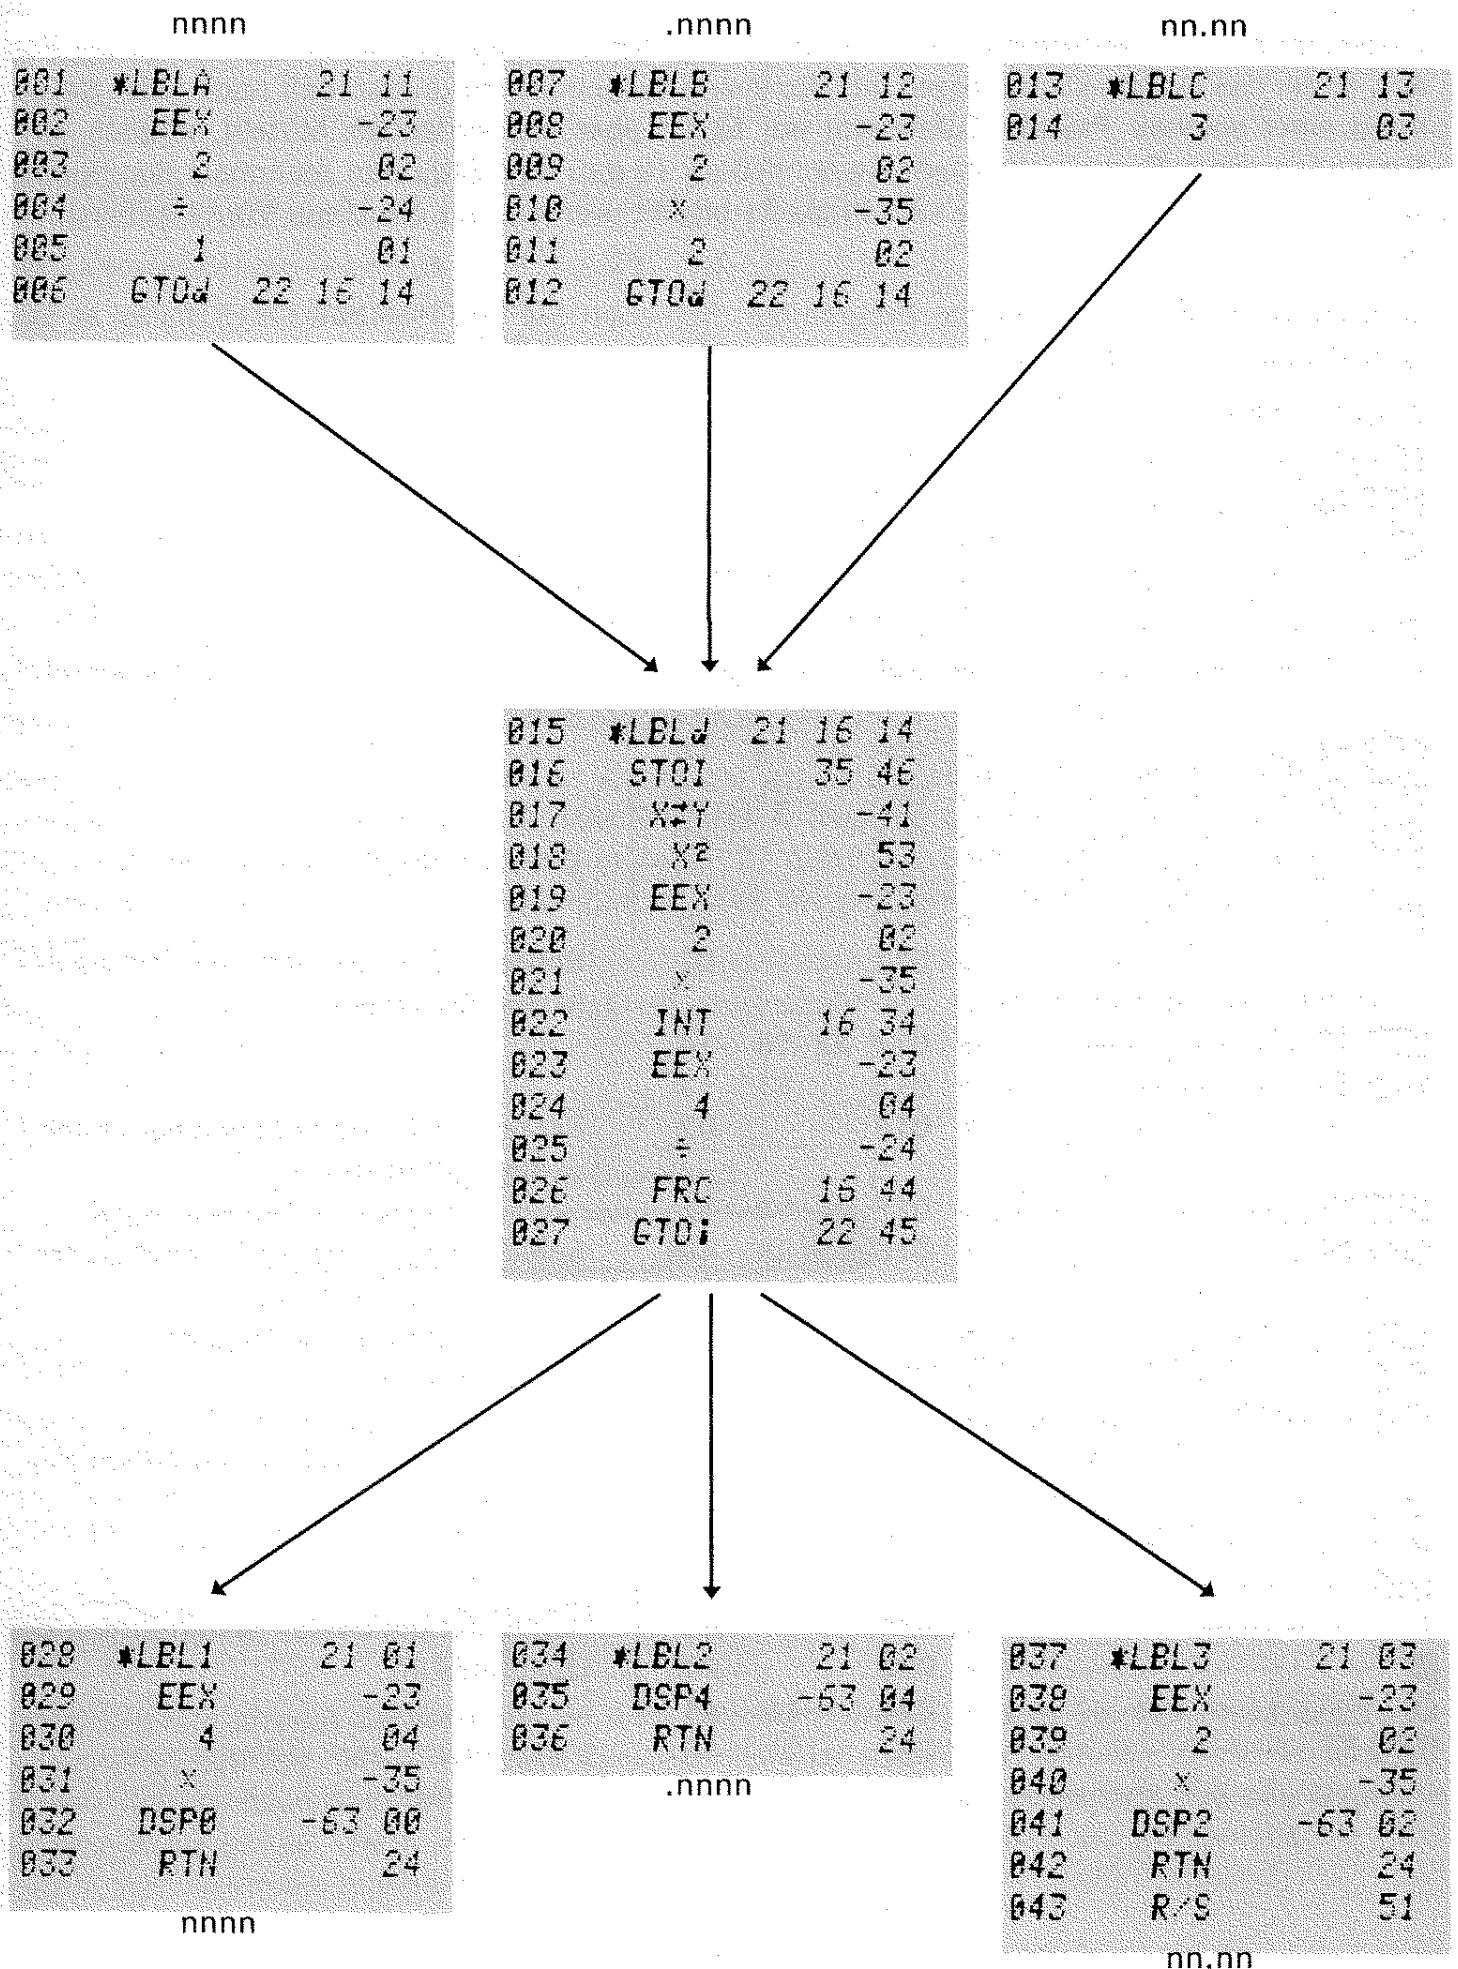 nnnn
001 *LBLA 21 11
002 EEX -23
003 2 02
004 ÷ -24
005 1 01
006 GTOd 22 16 14
.nnnn
007 *LBLB 21 12
008 EEX -23
009 2 02
010 × -35
011 2 02
012 GTOd 22 16 14
nn.nn
013 *LBLC 21 13
014 3 03
015 *LBLd 21 16 14
016 STOI 35 46
017 X⇄Y -41
018 X² 53
019 EEX -23
020 2 02
021 × -35
022 INT 16 34
023 EEX -23
024 4 04
025 ÷ -24
026 FRC 16 44
027 GTOi 22 45
028 *LBL1 21 01
029 EEX -23
030 4 04
031 × -35
032 DSP0 -63 00
033 RTN 24
nnnn
034 *LBL2 21 02
035 DSP4 -63 04
036 RTN 24
.nnnn
037 *LBL3 21 03
038 EEX -23
039 2 02
040 × -35
041 DSP2 -63 02
042 RTN 24
043 R/S 51
nn.nn